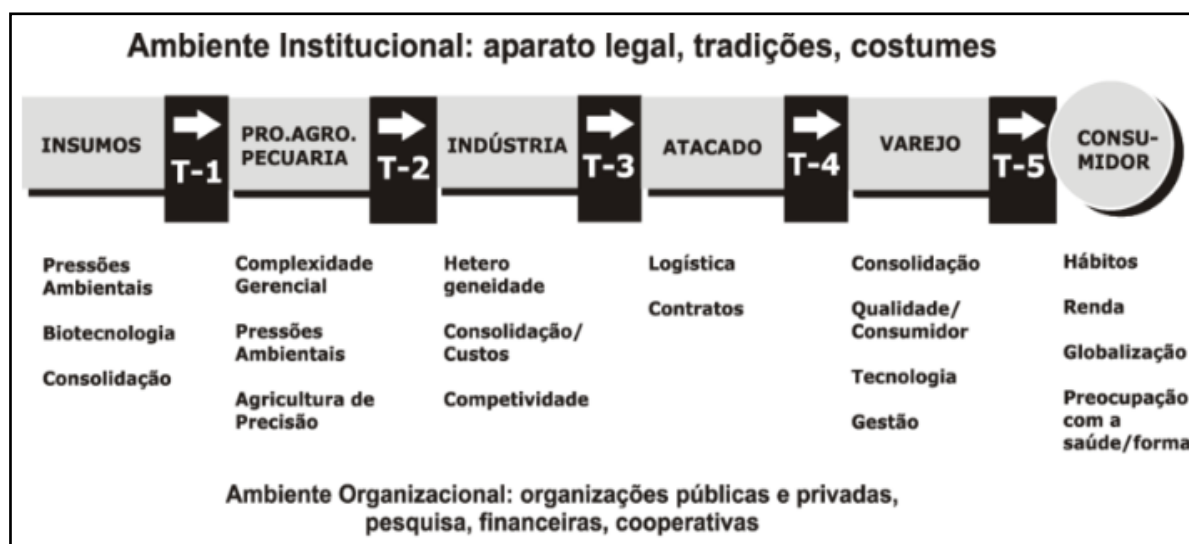 Ambiente Institucional: aparato legal, tradições, costumes
INSUMOS
T-1
PRO.AGRO.
PECUARIA
T-2
INDÚSTRIA
T-3
ATACADO
T-4
VAREJO
T-5
CONSU-
MIDOR
Pressões
Ambientais
Biotecnologia
Consolidação
Complexidade
Gerencial
Pressões
Ambientais
Agricultura de
Precisão
Hetero
geneidade
Consolidação/
Custos
Competividade
Logística
Contratos
Consolidação
Qualidade/
Consumidor
Tecnologia
Gestão
Hábitos
Renda
Globalização
Preocupação
com a
saúde/forma
Ambiente Organizacional: organizações públicas e privadas,
pesquisa, financeiras, cooperativas